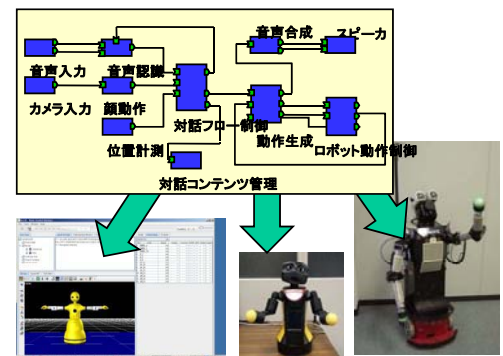 音声合成
スピーカ
音声入力
音声認識
カメラ入力
顔動作
対話フロー制御
動作生成
ロボット動作制御
位置計測
対話コンテンツ管理